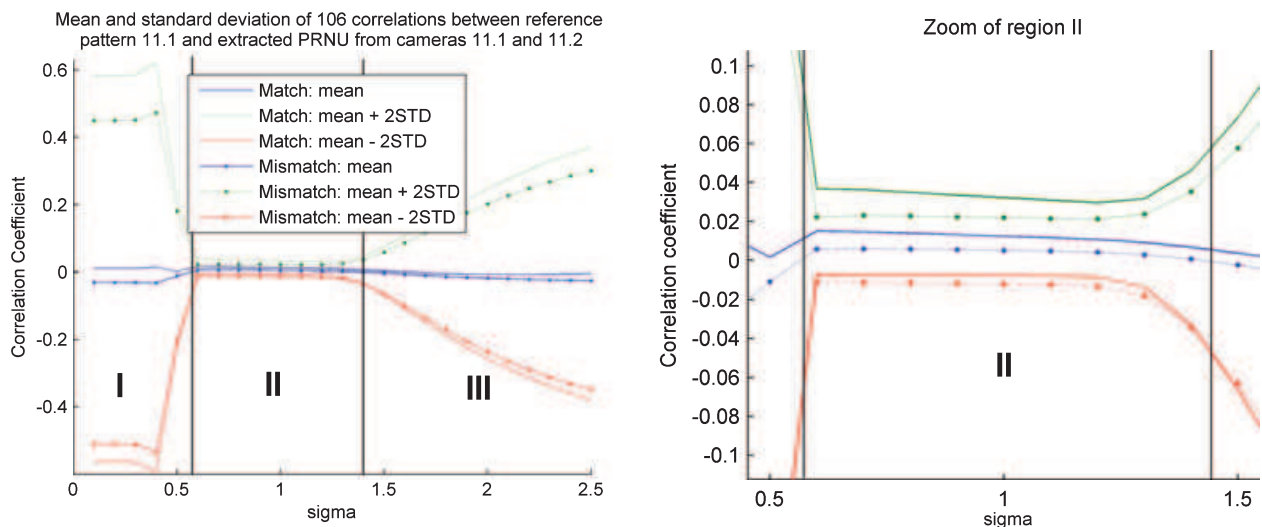 Mean and standard deviation of 106 correlations between reference
pattern 11.1 and extracted PRNU from cameras 11.1 and 11.2
Correlation Coefficient
0.6
0.4
0.2
0
-0.2
-0.4
Match: mean
Match: mean + 2STD
Match: mean - 2STD
Mismatch: mean
Mismatch: mean + 2STD
Mismatch: mean - 2STD
I
II
III
0
0.5
1
1.5
2
2.5
sigma
Zoom of region II
Correlation coefficient
0.1
0.08
0.06
0.04
0.02
0
-0.02
-0.04
-0.06
-0.08
-0.1
II
0.5
1
1.5
sigma